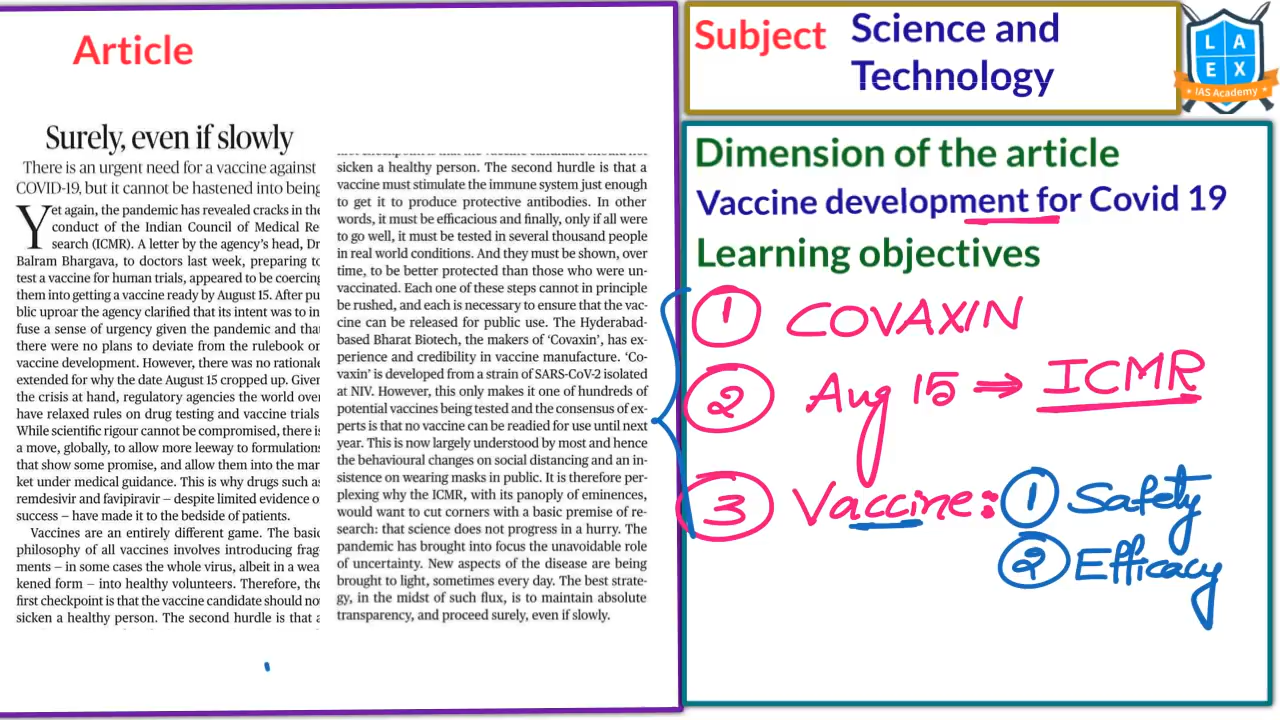 Article
Surely, even if slowly
There is an urgent need for a vaccine against
COVID-19, but it cannot be hastened into being
Yet again, the pandemic has revealed cracks in the
conduct of the Indian Council of Medical Re
search (ICMR). A letter by the agency's head, Dr
Balram Bhargava, to doctors last week, preparing to
test a vaccine for human trials, appeared to be coercing
them into getting a vaccine ready by August 15. After pu
blic uproar the agency clarified that its intent was to in
fuse a sense of urgency given the pandemic and that
there were no plans to deviate from the rulebook on
vaccine development. However, there was no rationale
extended for why the date August 15 cropped up. Given
the crisis at hand, regulatory agencies the world over
have relaxed rules on drug testing and vaccine trials
While scientific rigour cannot be compromised, there is
a move, globally, to allow more leeway to formulations
that show some promise, and allow them into the mar
ket under medical guidance. This is why drugs such as
remdesivir and favipiravir – despite limited evidence o
success – have made it to the bedside of patients.
Vaccines are an entirely different game. The basic
philosophy of all vaccines involves introducing frag
ments – in some cases the whole virus, albeit in a wea
kened form – into healthy volunteers. Therefore, the
first checkpoint is that the vaccine candidate should no
sicken a healthy person. The second hurdle is that a
sicken a healthy person. The second hurdle is that a
vaccine must stimulate the immune system just enough
to get it to produce protective antibodies. In other
words, it must be efficacious and finally, only if all were
to go well, it must be tested in several thousand people
in real world conditions. And they must be shown, over
time, to be better protected than those who were un-
vaccinated. Each one of these steps cannot in principle
be rushed, and each is necessary to ensure that the vac-
cine can be released for public use. The Hyderabad-
based Bharat Biotech, the makers of 'Covaxin', has ex-
perience and credibility in vaccine manufacture. 'Co-
vaxin' is developed from a strain of SARS-CoV-2 isolated
at NIV. However, this only makes it one of hundreds of
potential vaccines being tested and the consensus of ex-
perts is that no vaccine can be readied for use until next
year. This is now largely understood by most and hence
the behavioural changes on social distancing and an in-
sistence on wearing masks in public. It is therefore per-
plexing why the ICMR, with its panoply of eminences,
would want to cut corners with a basic premise of re-
search: that science does not progress in a hurry. The
pandemic has brought into focus the unavoidable role
of uncertainty. New aspects of the disease are being
brought to light, sometimes every day. The best strate-
gy, in the midst of such flux, is to maintain absolute
transparency, and proceed surely, even if slowly.
Subject Science and
Technology
L A
E X
IAS Academy
Dimension of the article
Vaccine development for Covid 19
Learning objectives
1 COVAXIN
2 Aug 15 ⇒ ICMR
3 Vaccine: 1 Safety
2 Efficacy